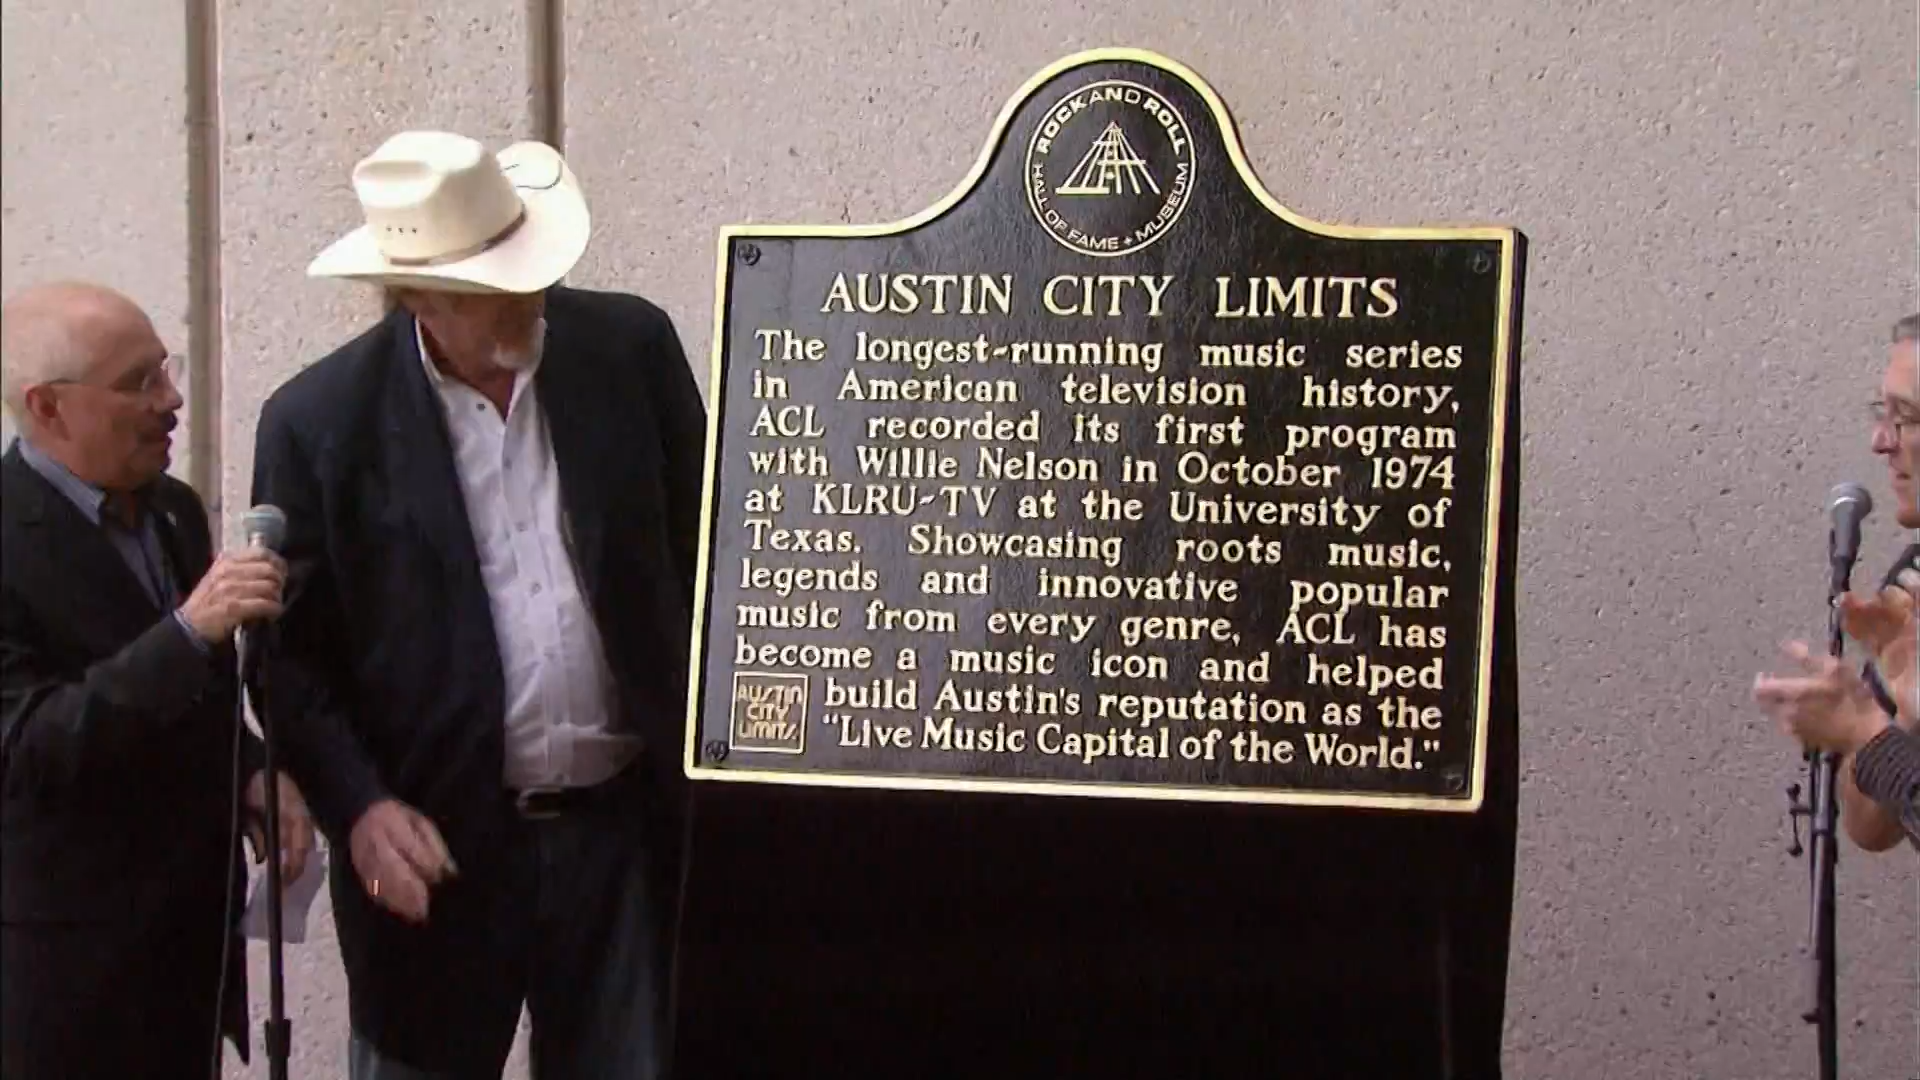 ROCK AND ROLL
HALL OF FAME + MUSEUM
AUSTIN CITY LIMITS
The longest-running music series
in American television history,
ACL recorded its first program
with Willie Nelson in October 1974
at KLRU-TV at the University of
Texas. Showcasing roots music,
legends and innovative popular
music from every genre, ACL has
become a music icon and helped
build Austin's reputation as the
"Live Music Capital of the World."
AUSTIN
CITY
LIMITS